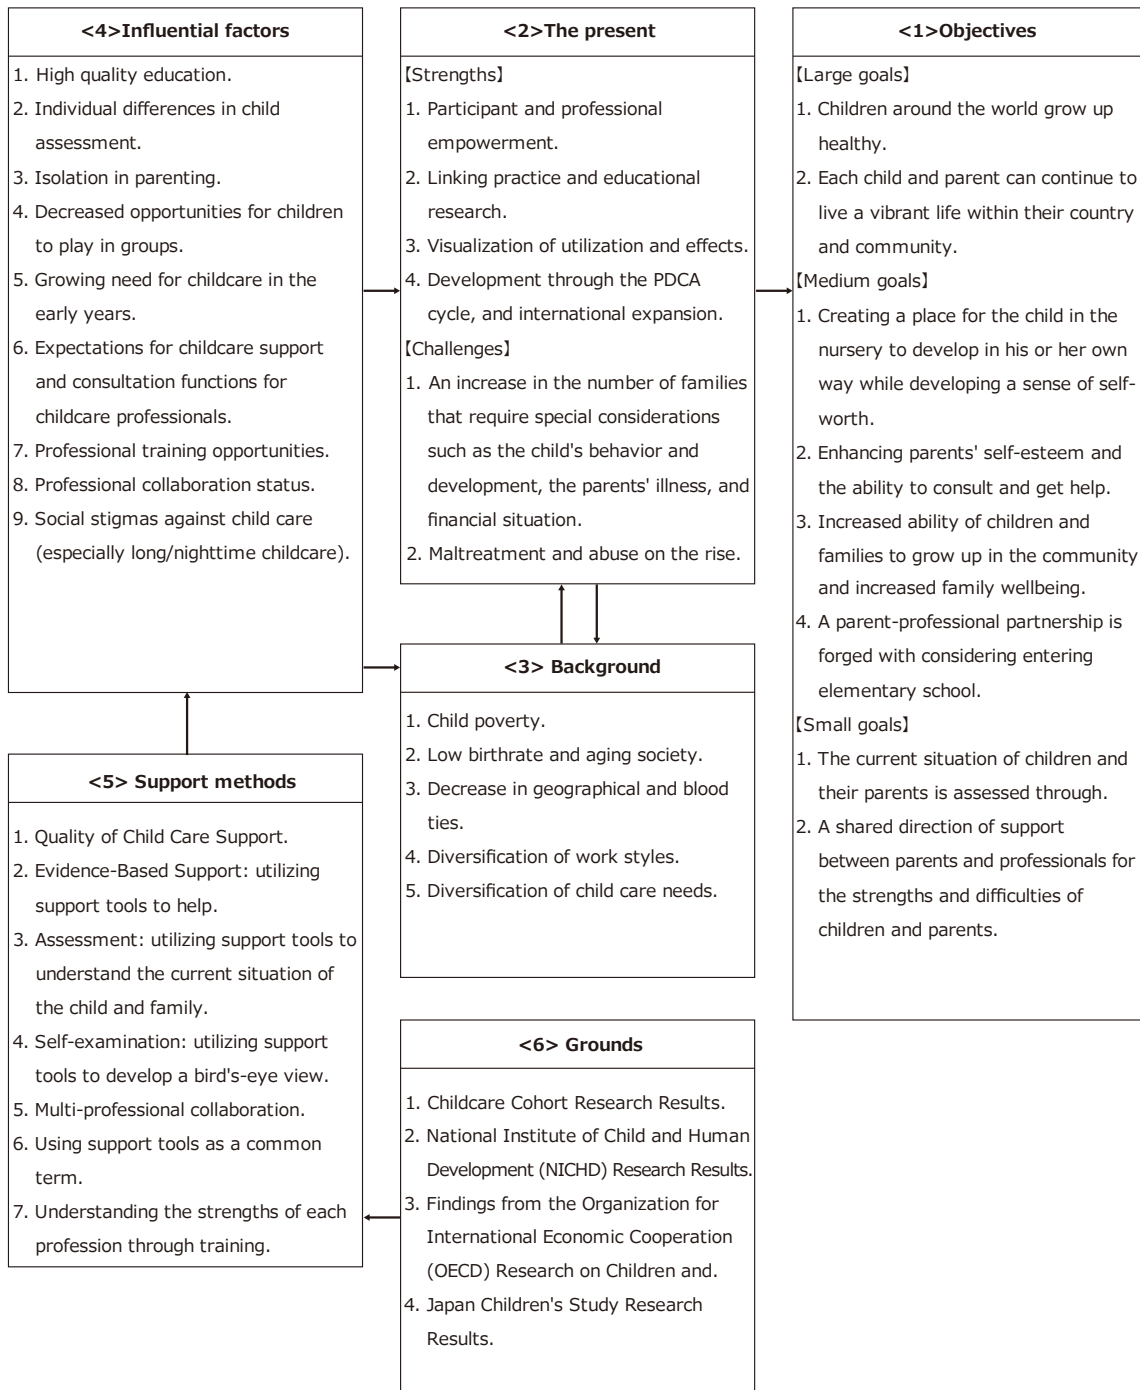 <4>Influential factors
1. High quality education.
2. Individual differences in child
assessment.
3. Isolation in parenting.
4. Decreased opportunities for children
to play in groups.
5. Growing need for childcare in the
early years.
6. Expectations for childcare support
and consultation functions for
childcare professionals.
7. Professional training opportunities.
8. Professional collaboration status.
9. Social stigmas against child care
(especially long/nighttime childcare).
<2>The present
【Strengths】
1. Participant and professional
empowerment.
2. Linking practice and educational
research.
3. Visualization of utilization and effects.
4. Development through the PDCA
cycle, and international expansion.
【Challenges】
1. An increase in the number of families
that require special considerations
such as the child's behavior and
development, the parents' illness, and
financial situation.
2. Maltreatment and abuse on the rise.
<1>Objectives
【Large goals】
1. Children around the world grow up
healthy.
2. Each child and parent can continue to
live a vibrant life within their country
and community.
【Medium goals】
1. Creating a place for the child in the
nursery to develop in his or her own
way while developing a sense of self-
worth.
2. Enhancing parents' self-esteem and
the ability to consult and get help.
3. Increased ability of children and
families to grow up in the community
and increased family wellbeing.
4. A parent-professional partnership is
forged with considering entering
elementary school.
【Small goals】
1. The current situation of children and
their parents is assessed through.
2. A shared direction of support
between parents and professionals for
the strengths and difficulties of
children and parents.
<3> Background
1. Child poverty.
2. Low birthrate and aging society.
3. Decrease in geographical and blood
ties.
4. Diversification of work styles.
5. Diversification of child care needs.
<5> Support methods
1. Quality of Child Care Support.
2. Evidence-Based Support: utilizing
support tools to help.
3. Assessment: utilizing support tools to
understand the current situation of
the child and family.
4. Self-examination: utilizing support
tools to develop a bird's-eye view.
5. Multi-professional collaboration.
6. Using support tools as a common
term.
7. Understanding the strengths of each
profession through training.
<6> Grounds
1. Childcare Cohort Research Results.
2. National Institute of Child and Human
Development (NICHD) Research Results.
3. Findings from the Organization for
International Economic Cooperation
(OECD) Research on Children and.
4. Japan Children's Study Research
Results.